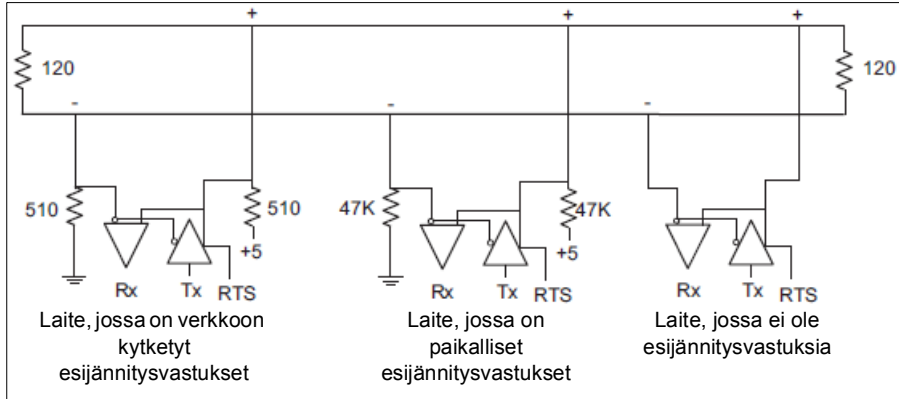 + + +
120
120
- - -
510
510
47K
47K
+5
+5
Rx Tx RTS
Rx Tx RTS
Rx Tx RTS
Laite, jossa on verkkoon
kytketyt
esijännitysvastukset
Laite, jossa on
paikalliset
esijännitysvastukset
Laite, jossa ei ole
esijännitysvastuksia